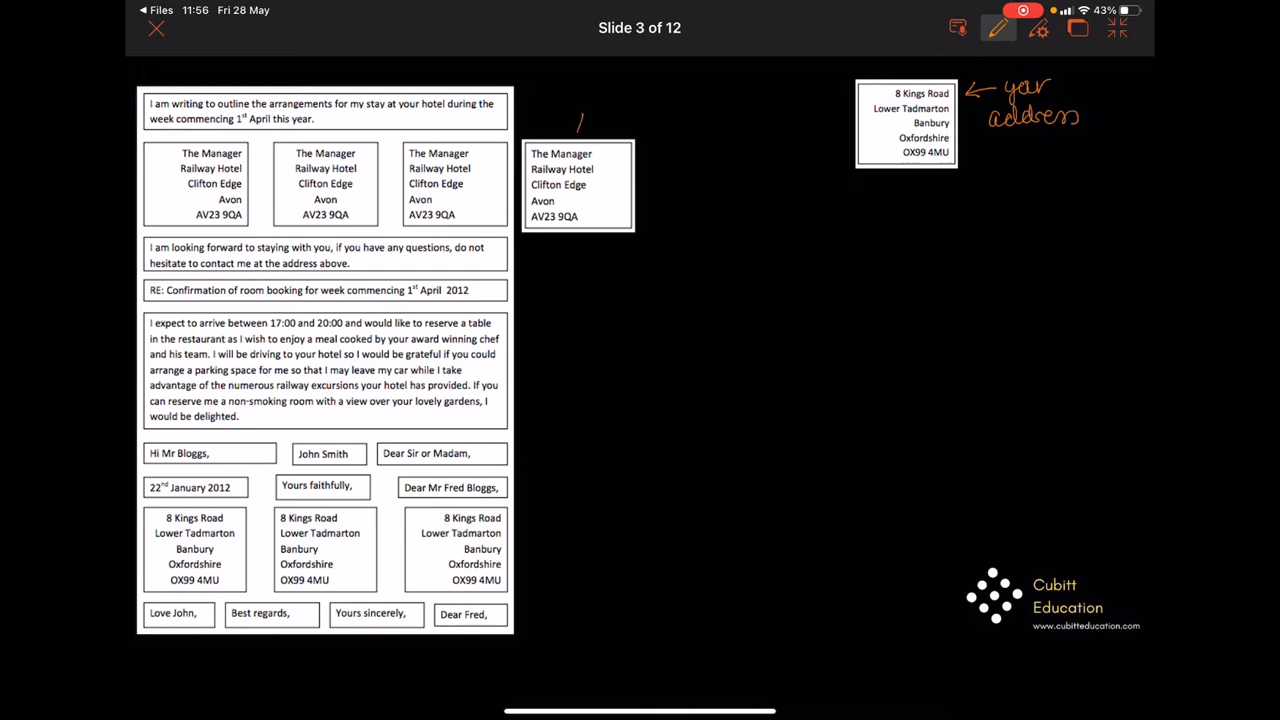 Files 11:56 Fri 28 May 43%
Slide 3 of 12
I am writing to outline the arrangements for my stay at your hotel during the
week commencing 1st April this year.
The Manager
Railway Hotel
Clifton Edge
Avon
AV23 9QA
The Manager
Railway Hotel
Clifton Edge
Avon
AV23 9QA
The Manager
Railway Hotel
Clifton Edge
Avon
AV23 9QA
I am looking forward to staying with you, if you have any questions, do not
hesitate to contact me at the address above.
RE: Confirmation of room booking for week commencing 1st April 2012
I expect to arrive between 17:00 and 20:00 and would like to reserve a table
in the restaurant as I wish to enjoy a meal cooked by your award winning chef
and his team. I will be driving to your hotel so I would be grateful if you could
arrange a parking space for me so that I may leave my car while I take
advantage of the numerous railway excursions your hotel has provided. If you
can reserve me a non-smoking room with a view over your lovely gardens, I
would be delighted.
Hi Mr Bloggs,
John Smith
Dear Sir or Madam,
22nd January 2012
Yours faithfully,
Dear Mr Fred Bloggs,
8 Kings Road
Lower Tadmarton
Banbury
Oxfordshire
OX99 4MU
8 Kings Road
Lower Tadmarton
Banbury
Oxfordshire
OX99 4MU
8 Kings Road
Lower Tadmarton
Banbury
Oxfordshire
OX99 4MU
Love John,
Best regards,
Yours sincerely,
Dear Fred,
The Manager
Railway Hotel
Clifton Edge
Avon
AV23 9QA
8 Kings Road
Lower Tadmarton
Banbury
Oxfordshire
OX99 4MU
your
address
Cubitt
Education
www.cubitteducation.com